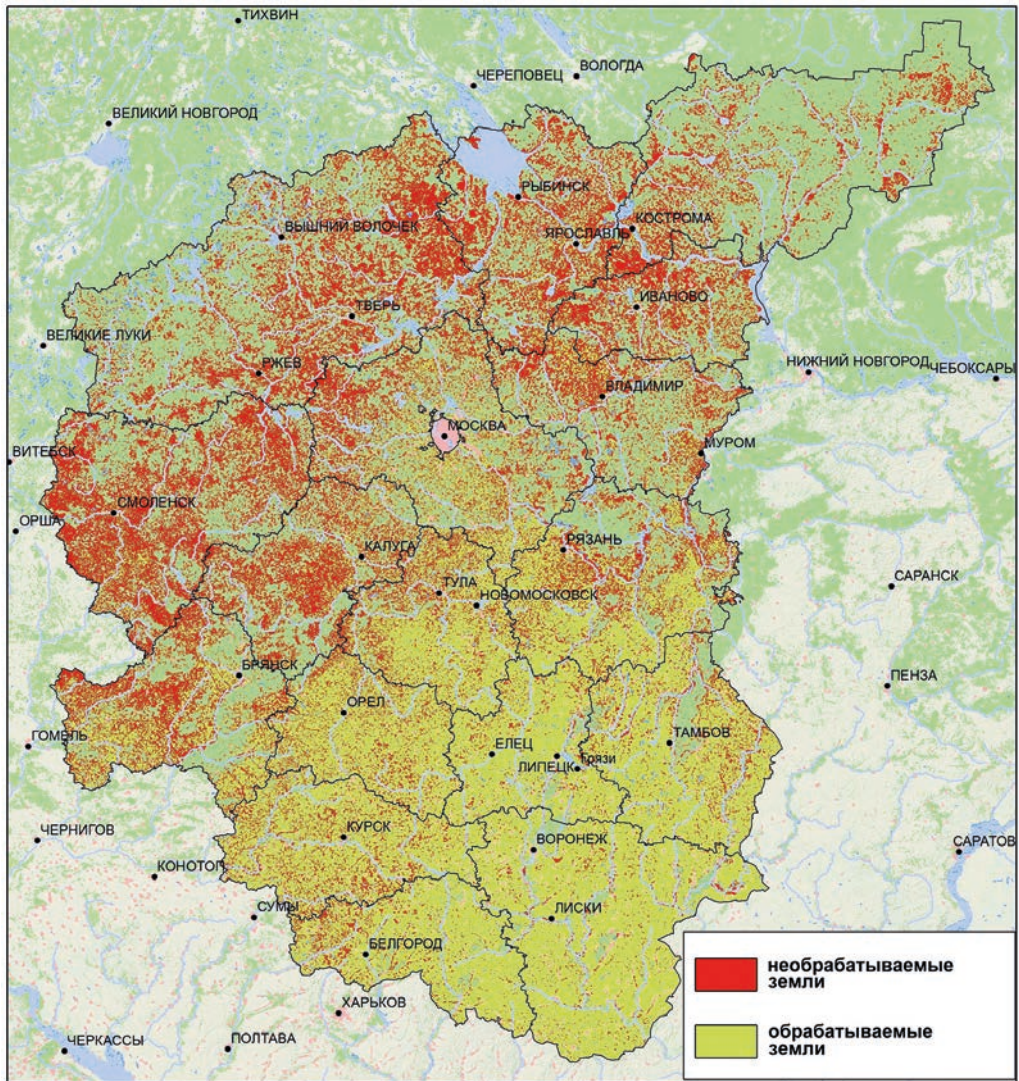 ТИХВИН
ЧЕРЕПОВЕЦ
ВОЛОГДА
ВЕЛИКИЙ НОВГОРОД
РЫБИНСК
КОСТРОМА
ВЫШНИЙ ВОЛОЧЕК
ЯРОСЛАВЛЬ
ТВЕРЬ
ИВАНОВО
ВЕЛИКИЕ ЛУКИ
РЖЕВ
НИЖНИЙ НОВГОРОД
ЧЕБОКСАРЫ
ВЛАДИМИР
МОСКВА
МУРОМ
ВИТЕБСК
СМОЛЕНСК
ОРША
КАЛУГА
РЯЗАНЬ
ТУЛА
НОВОМОСКОВСК
САРАНСК
БРЯНСК
ПЕНЗА
ОРЕЛ
ГОМЕЛЬ
ЕЛЕЦ
ТАМБОВ
ЛИПЕЦК
Грязи
ЧЕРНИГОВ
КУРСК
ВОРОНЕЖ
САРАТОВ
КОНОТОП
СУМЫ
ЛИСКИ
БЕЛГОРОД
ХАРЬКОВ
ЧЕРКАССЫ
ПОЛТАВА
необрабатываемые
земли
обрабатываемые
земли